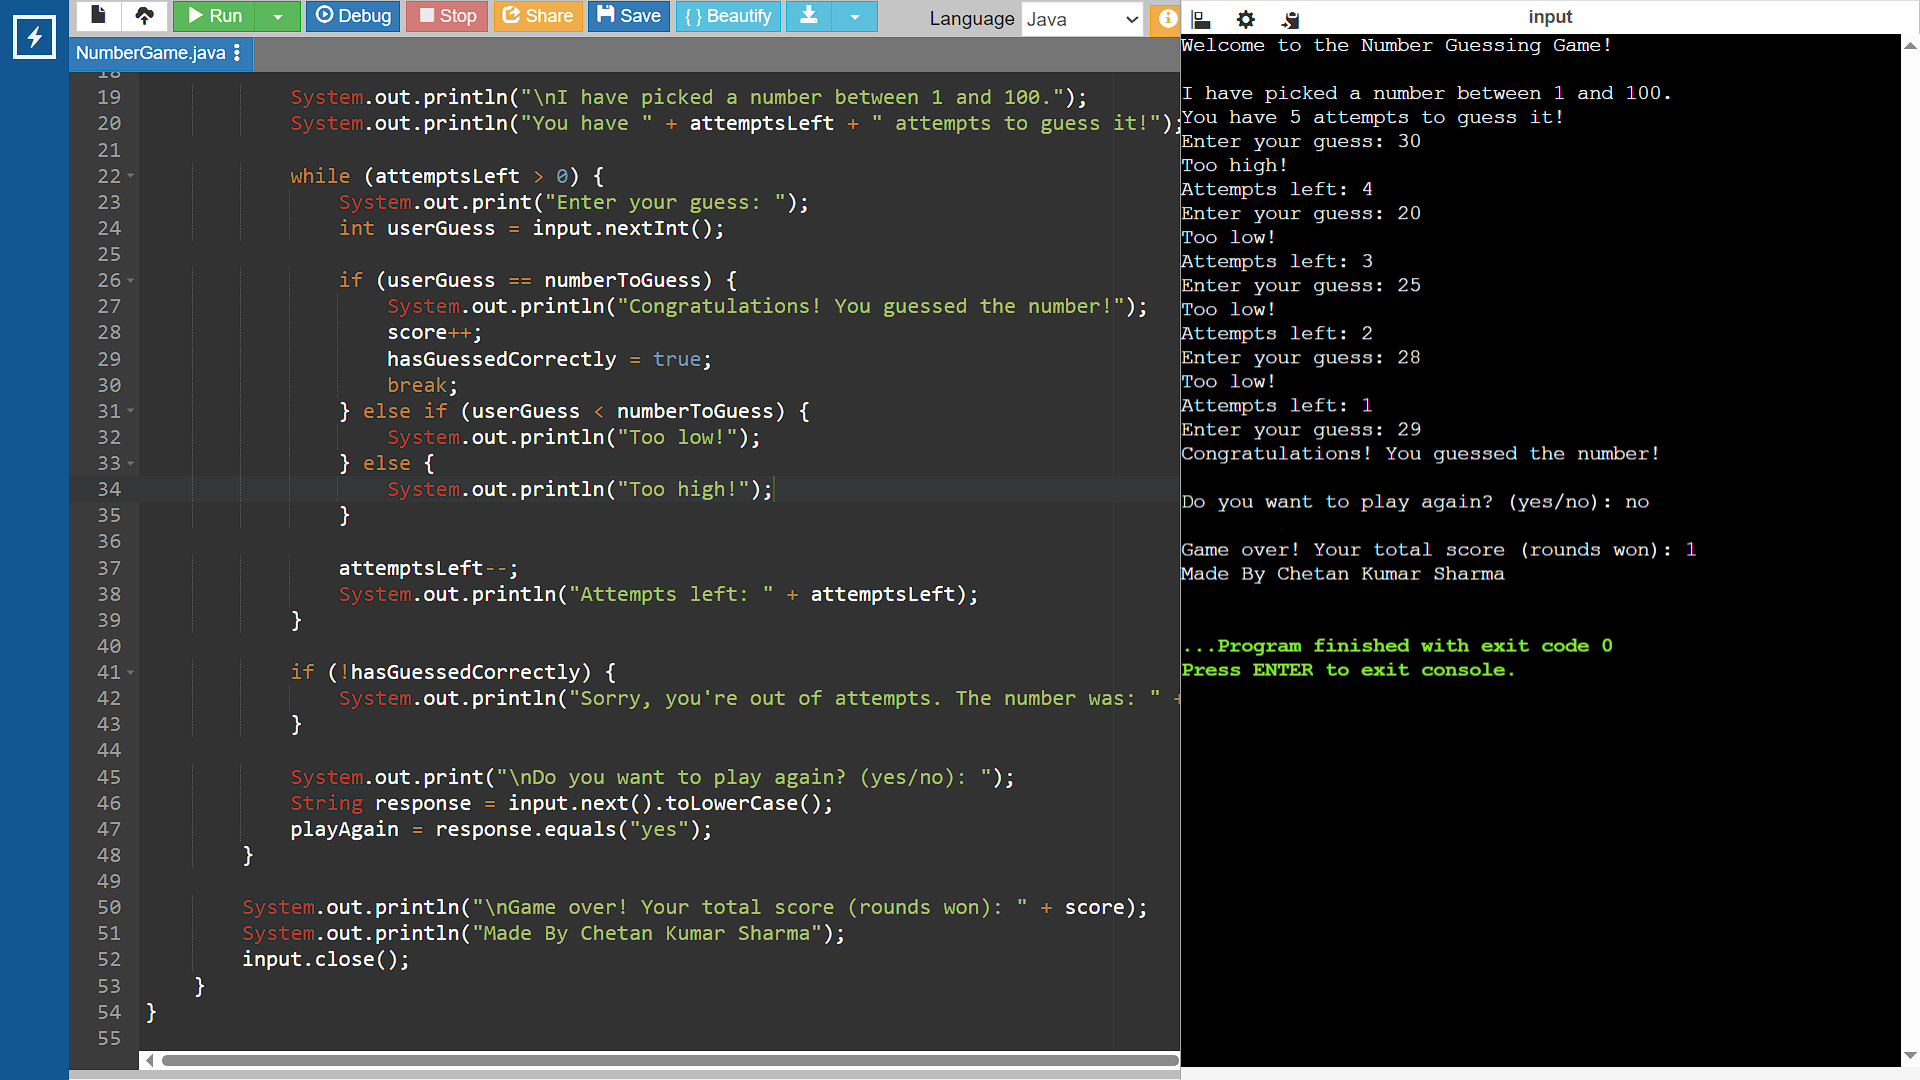 Run
Debug
Stop
Share
Save
{ } Beautify
Language Java
input
NumberGame.java
18
19 System.out.println("\nI have picked a number between 1 and 100.");
20 System.out.println("You have " + attemptsLeft + " attempts to guess it!");
21
22 while (attemptsLeft > 0) {
23 System.out.print("Enter your guess: ");
24 int userGuess = input.nextInt();
25
26 if (userGuess == numberToGuess) {
27 System.out.println("Congratulations! You guessed the number!");
28 score++;
29 hasGuessedCorrectly = true;
30 break;
31 } else if (userGuess < numberToGuess) {
32 System.out.println("Too low!");
33 } else {
34 System.out.println("Too high!");
35 }
36
37 attemptsLeft--;
38 System.out.println("Attempts left: " + attemptsLeft);
39 }
40
41 if (!hasGuessedCorrectly) {
42 System.out.println("Sorry, you're out of attempts. The number was: " +
43 }
44
45 System.out.print("\nDo you want to play again? (yes/no): ");
46 String response = input.next().toLowerCase();
47 playAgain = response.equals("yes");
48 }
49
50 System.out.println("\nGame over! Your total score (rounds won): " + score);
51 System.out.println("Made By Chetan Kumar Sharma");
52 input.close();
53 }
54 }
55
Welcome to the Number Guessing Game!
I have picked a number between 1 and 100.
You have 5 attempts to guess it!
Enter your guess: 30
Too high!
Attempts left: 4
Enter your guess: 20
Too low!
Attempts left: 3
Enter your guess: 25
Too low!
Attempts left: 2
Enter your guess: 28
Too low!
Attempts left: 1
Enter your guess: 29
Congratulations! You guessed the number!
Do you want to play again? (yes/no): no
Game over! Your total score (rounds won): 1
Made By Chetan Kumar Sharma
...Program finished with exit code 0
Press ENTER to exit console.